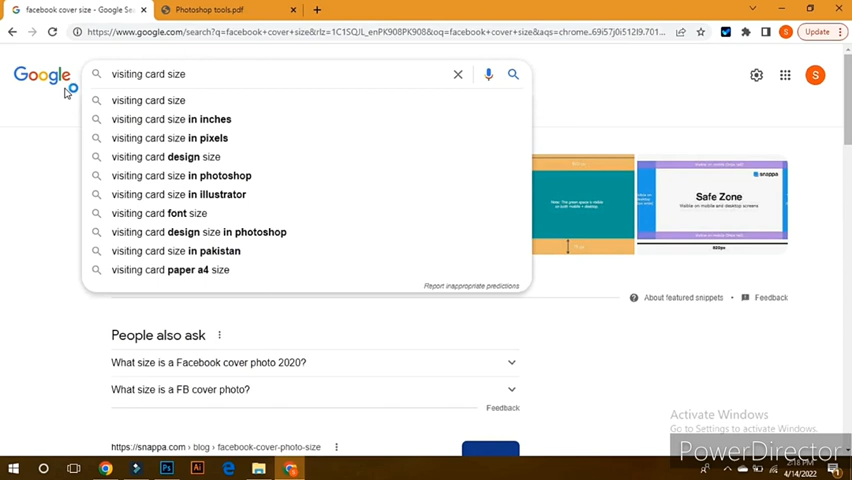 facebook cover size - Google Sea
Photoshop tools.pdf
https://www.google.com/search?q=facebook+cover+size&rlz=1C1SQJL_enPK908PK908&oq=facebook+cover+size&aqs=chrome..69i57j0i51l7.701...
Update
Google
visiting card size
visiting card size
visiting card size in inches
visiting card size in pixels
visiting card design size
visiting card size in photoshop
visiting card size in illustrator
visiting card font size
visiting card design size in photoshop
visiting card size in pakistan
visiting card paper a4 size
Report inappropriate predictions
S
snappa
Safe Zone
Visible on mobile and desktop screens
820px
About featured snippets
Feedback
People also ask
What size is a Facebook cover photo 2020?
What size is a FB cover photo?
Feedback
https://snappa.com › blog › facebook-cover-photo-size
Activate Windows
Go to Settings to activate Windows.
PowerDirector
Ps
Ai
2:18 PM
4/14/2022